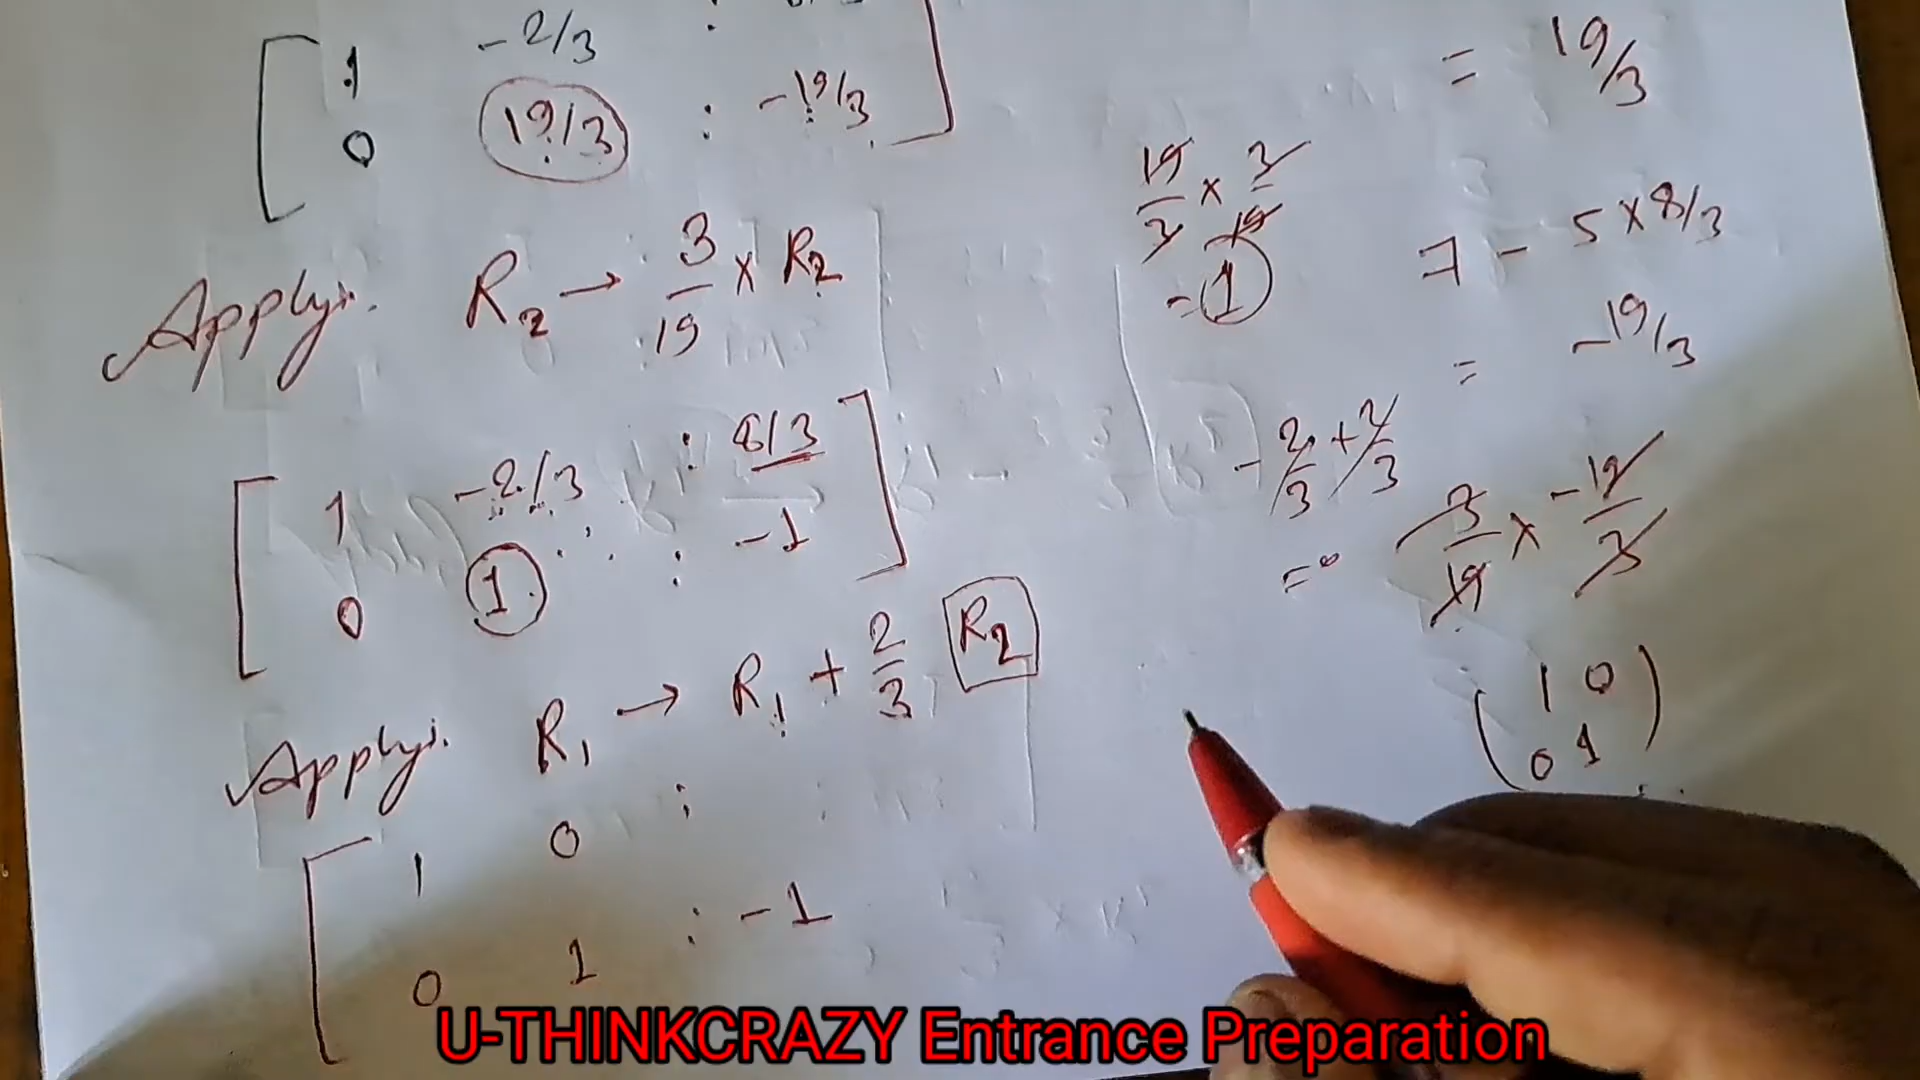 1 -2/3 :
0 19/3 : -19/3
Apply: R2 → 3/19 × R2
1 -2/3 : 8/3
0 1 : -1
Apply: R1 → R1 + 2/3 R2
1 0 :
0 1 : -1
= 19/3
19/3 × 3/19
= 1
7 - 5×8/3
= -19/3
-2/3 + 2/3
= 0
3/19 × -19/3
1 0
0 1
U-THINKCRAZY Entrance Preparation